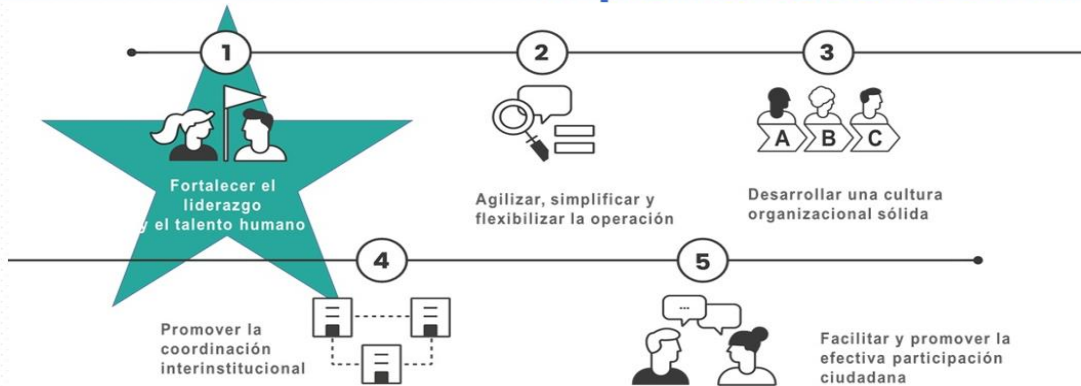 1
2
3
Fortalecer el
liderazgo
y el talento humano
Agilizar, simplificar y
flexibilizar la operación
A B C
Desarrollar una cultura
organizacional sólida
4
5
Promover la
coordinación
interinstitucional
...
Facilitar y promover la
efectiva participación
ciudadana